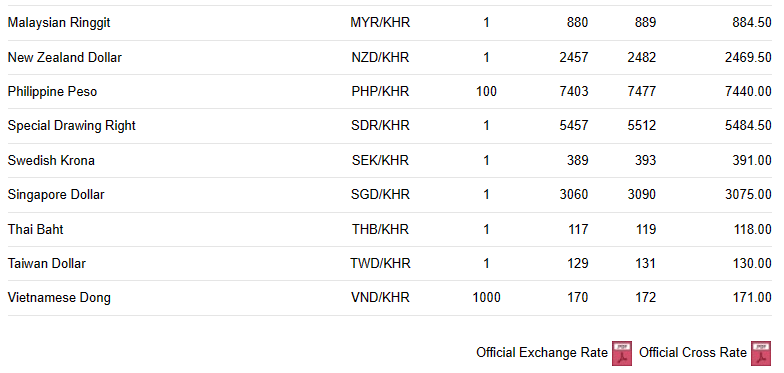 Malaysian Ringgit MYR/KHR 1 880 889 884.50
New Zealand Dollar NZD/KHR 1 2457 2482 2469.50
Philippine Peso PHP/KHR 100 7403 7477 7440.00
Special Drawing Right SDR/KHR 1 5457 5512 5484.50
Swedish Krona SEK/KHR 1 389 393 391.00
Singapore Dollar SGD/KHR 1 3060 3090 3075.00
Thai Baht THB/KHR 1 117 119 118.00
Taiwan Dollar TWD/KHR 1 129 131 130.00
Vietnamese Dong VND/KHR 1000 170 172 171.00
Official Exchange Rate Official Cross Rate